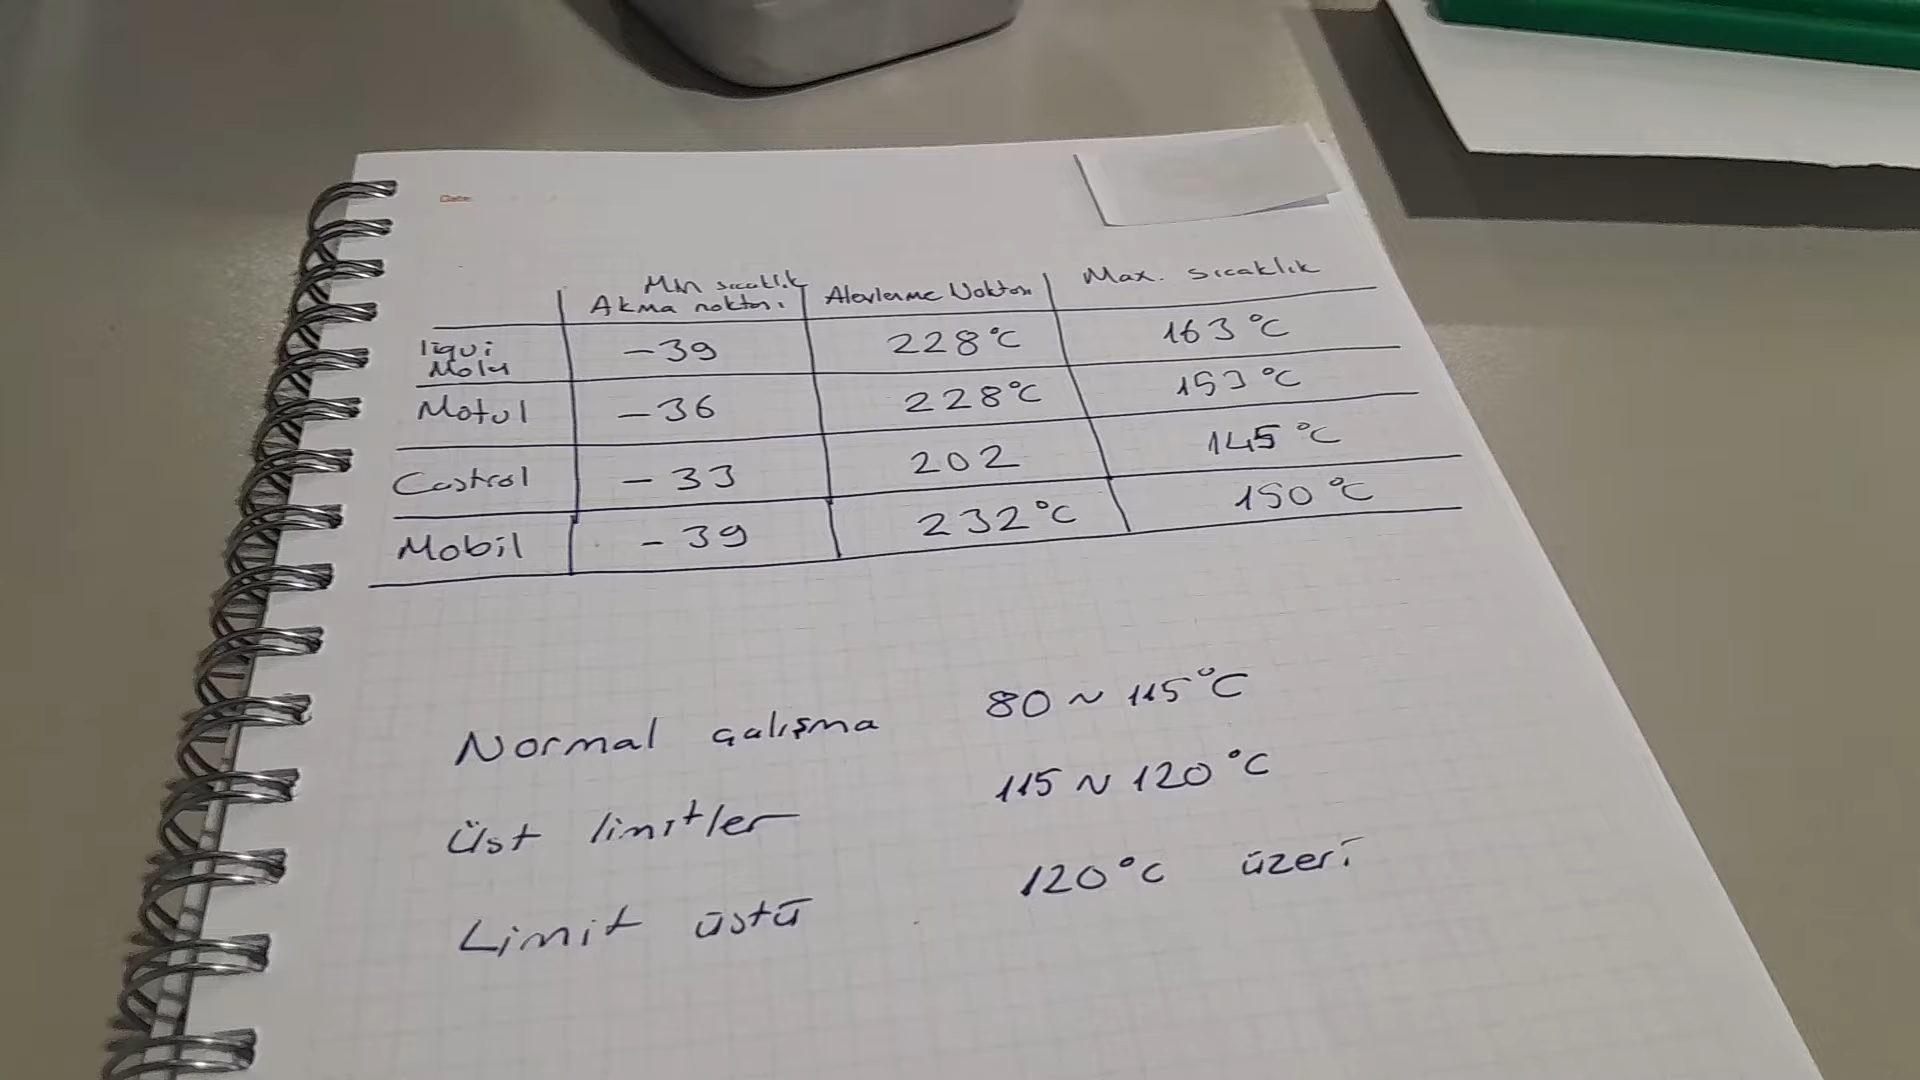 Date
Min sıcaklık
Akma noktası Alevlenme Noktası Max. sıcaklık
liqui Moly -39 228°C 163°C
Motul -36 228°C 153°C
Castrol -33 202 145°C
Mobil -39 232°C 150°C
Normal çalışma 80 ~ 115°C
Üst limitler 115 ~ 120°C
Limit üstü 120°C üzeri